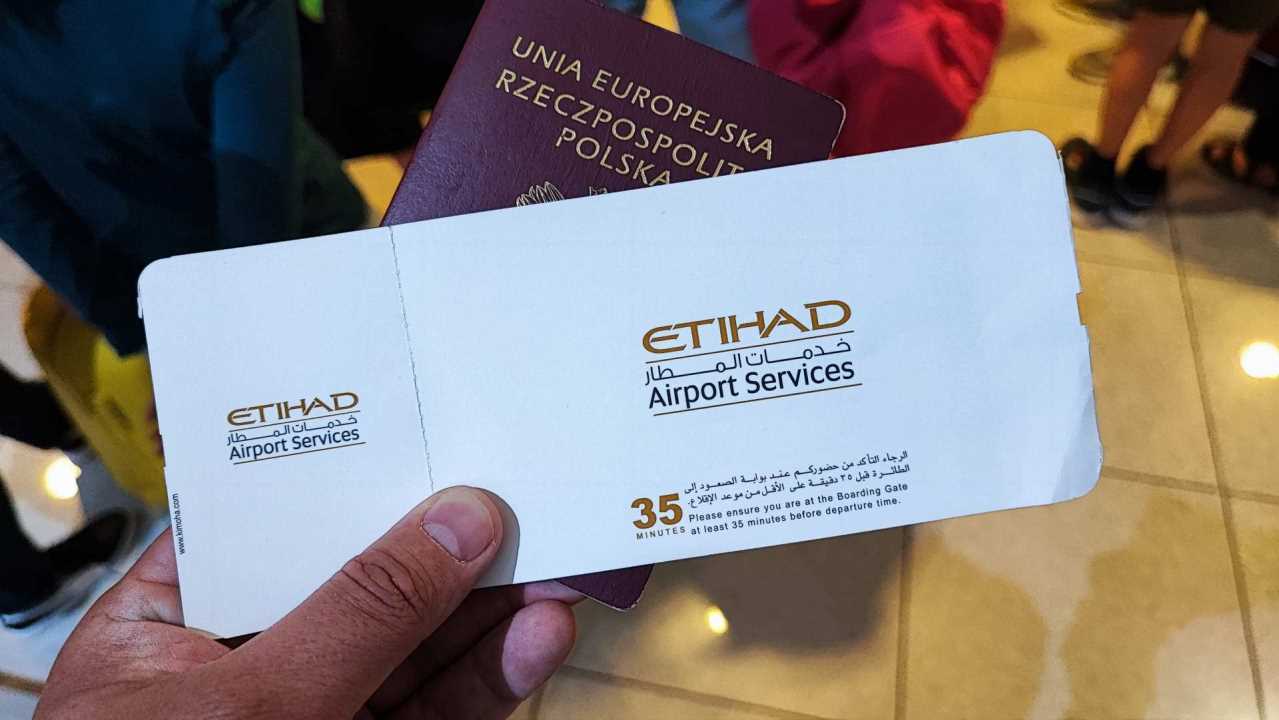 UNIA EUROPEJSKA
RZECZPOSPOLIT
POLSKA
ETIHAD
خدمات المطار
Airport Services
ETIHAD
خدمات المطار
Airport Services
الرجاء التأكد من حضوركم عند بوابة الصعود إلى
الطائرة قبل ٣٥ دقيقة على الأقل من موعد الإقلاع.
35
MINUTES
Please ensure you are at the Boarding Gate
at least 35 minutes before departure time.
www.kimoha.com